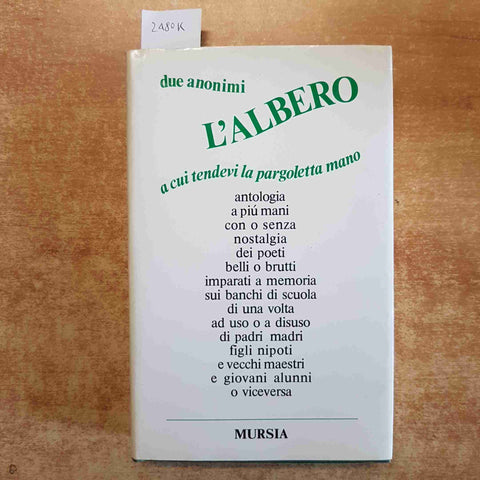 2480K
due anonimi
L'ALBERO
a cui tendevi la pargoletta mano
antologia
a piú mani
con o senza
nostalgia
dei poeti
belli o brutti
imparati a memoria
sui banchi di scuola
di una volta
ad uso o a disuso
di padri madri
figli nipoti
e vecchi maestri
e giovani alunni
o viceversa
MURSIA